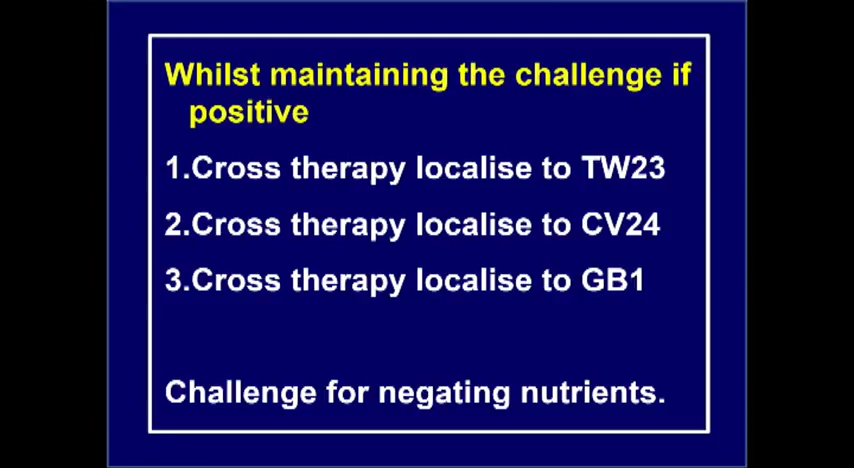 Whilst maintaining the challenge if
positive
1.Cross therapy localise to TW23
2.Cross therapy localise to CV24
3.Cross therapy localise to GB1
Challenge for negating nutrients.